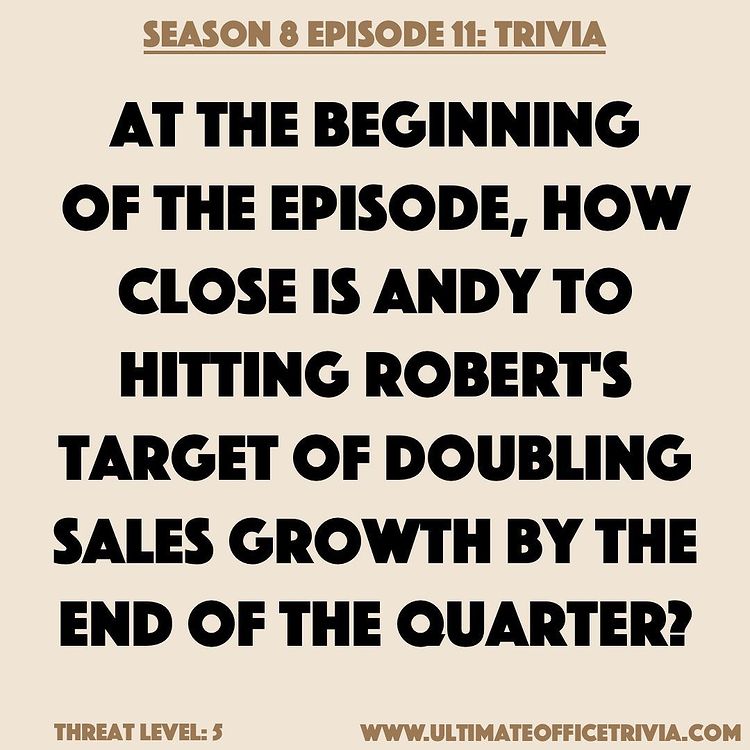 SEASON 8 EPISODE 11: TRIVIA
AT THE BEGINNING
OF THE EPISODE, HOW
CLOSE IS ANDY TO
HITTING ROBERT'S
TARGET OF DOUBLING
SALES GROWTH BY THE
END OF THE QUARTER?
THREAT LEVEL: 5
WWW.ULTIMATEOFFICETRIVIA.COM